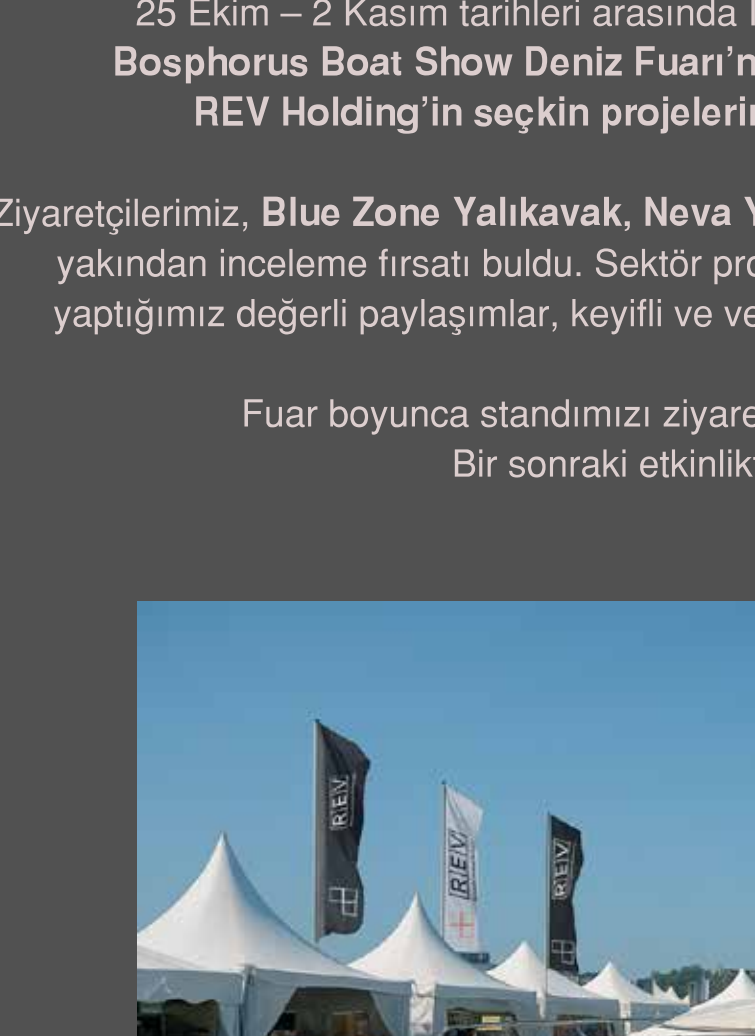 25 Ekim – 2 Kasım tarihleri arasında
Bosphorus Boat Show Deniz Fuarı’n
REV Holding’in seçkin projelerin
Ziyaretçilerimiz, Blue Zone Yalıkavak, Neva Y
yakından inceleme fırsatı buldu. Sektör pro
yaptığımız değerli paylaşımlar, keyifli ve ve
Fuar boyunca standımızı ziyare
Bir sonraki etkinlikt
REV
REV
REV